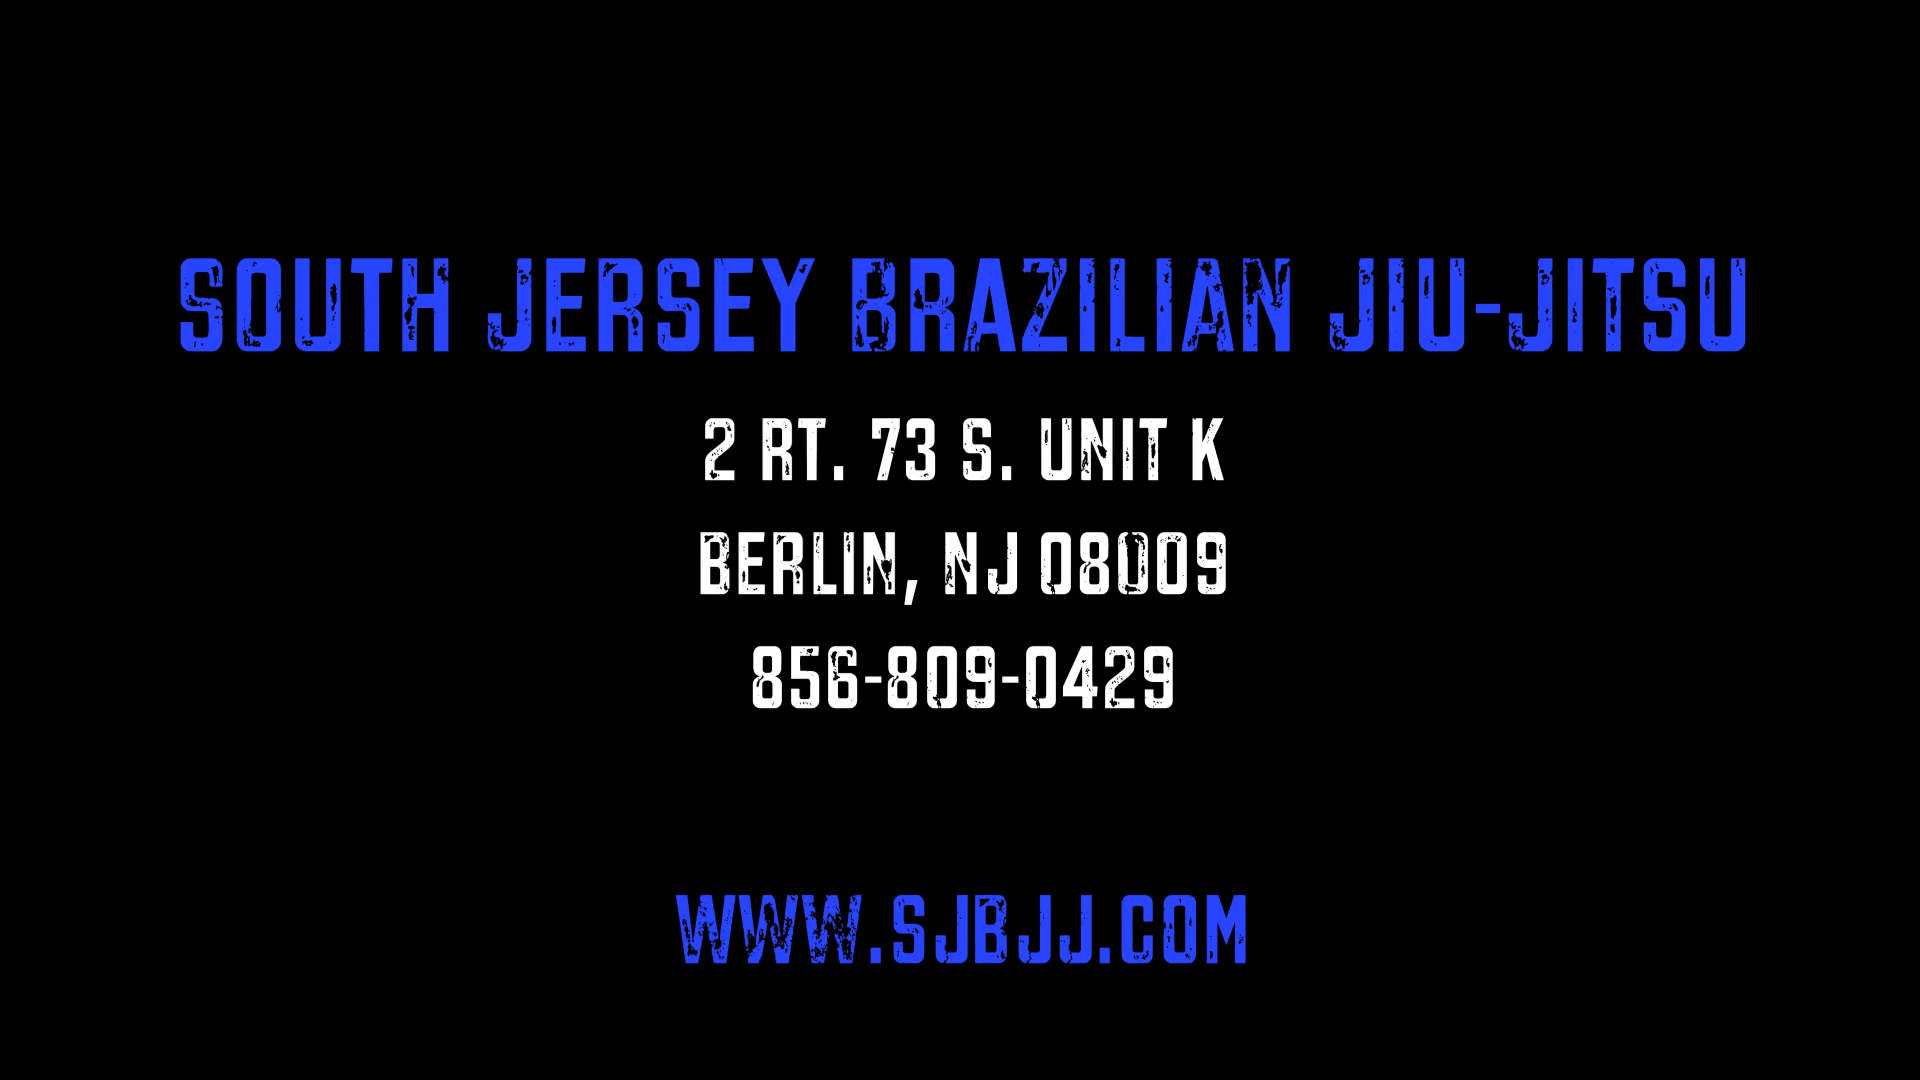 SOUTH JERSEY BRAZILIAN JIU-JITSU
2 RT. 73 S. UNIT K
BERLIN, NJ 08009
856-809-0429
WWW.SJBJJ.COM